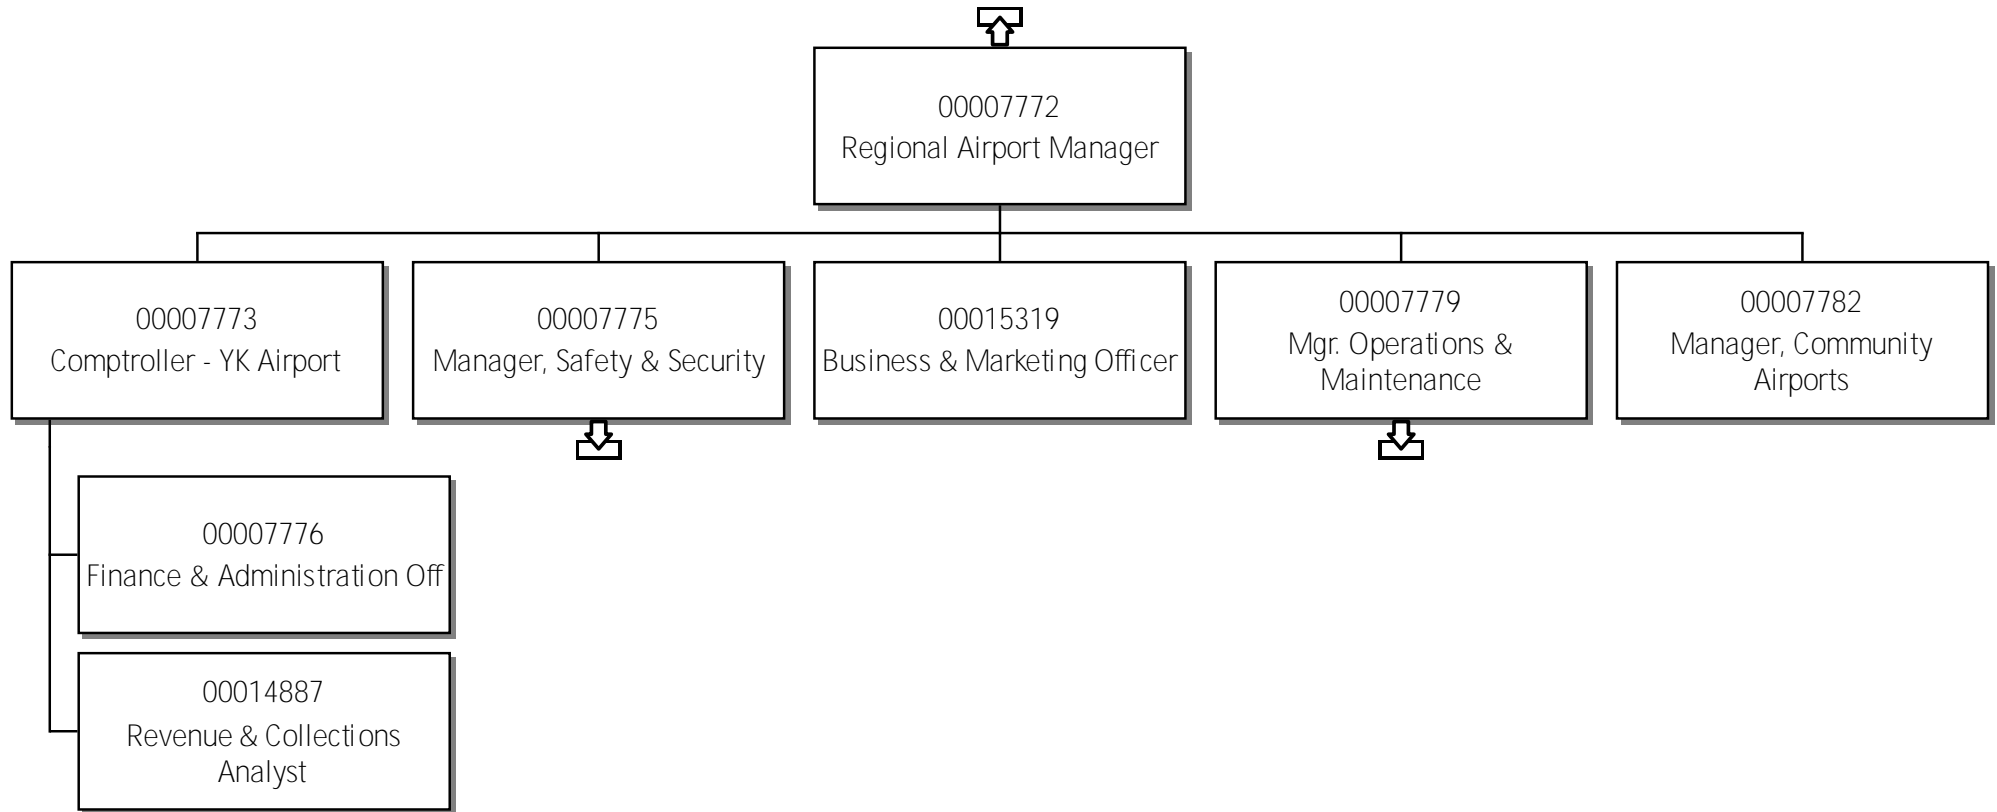 00007772
Regional Airport Manager
00007773
Comptroller - YK Airport
00007775
Manager, Safety & Security
00015319
Business & Marketing Officer
00007779
Mgr. Operations &
Maintenance
00007782
Manager, Community
Airports
00007776
Finance & Administration Off
00014887
Revenue & Collections
Analyst